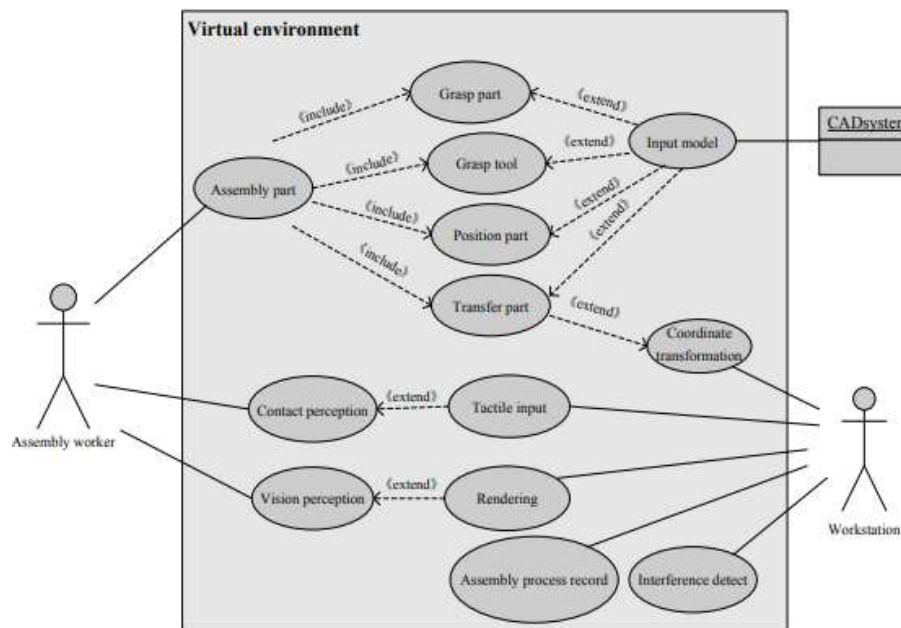 Virtual environment
Grasp part
《include》
《extend》
CADsystem
Input model
《extend》
Grasp tool
《include》
Assembly part
《extend》
《include》
Position part
《extend》
《include》
Transfer part
《extend》
Coordinate
transformation
Contact perception
《extend》
Tactile input
Assembly worker
Vision perception
《extend》
Rendering
Workstation
Assembly process record
Interference detect